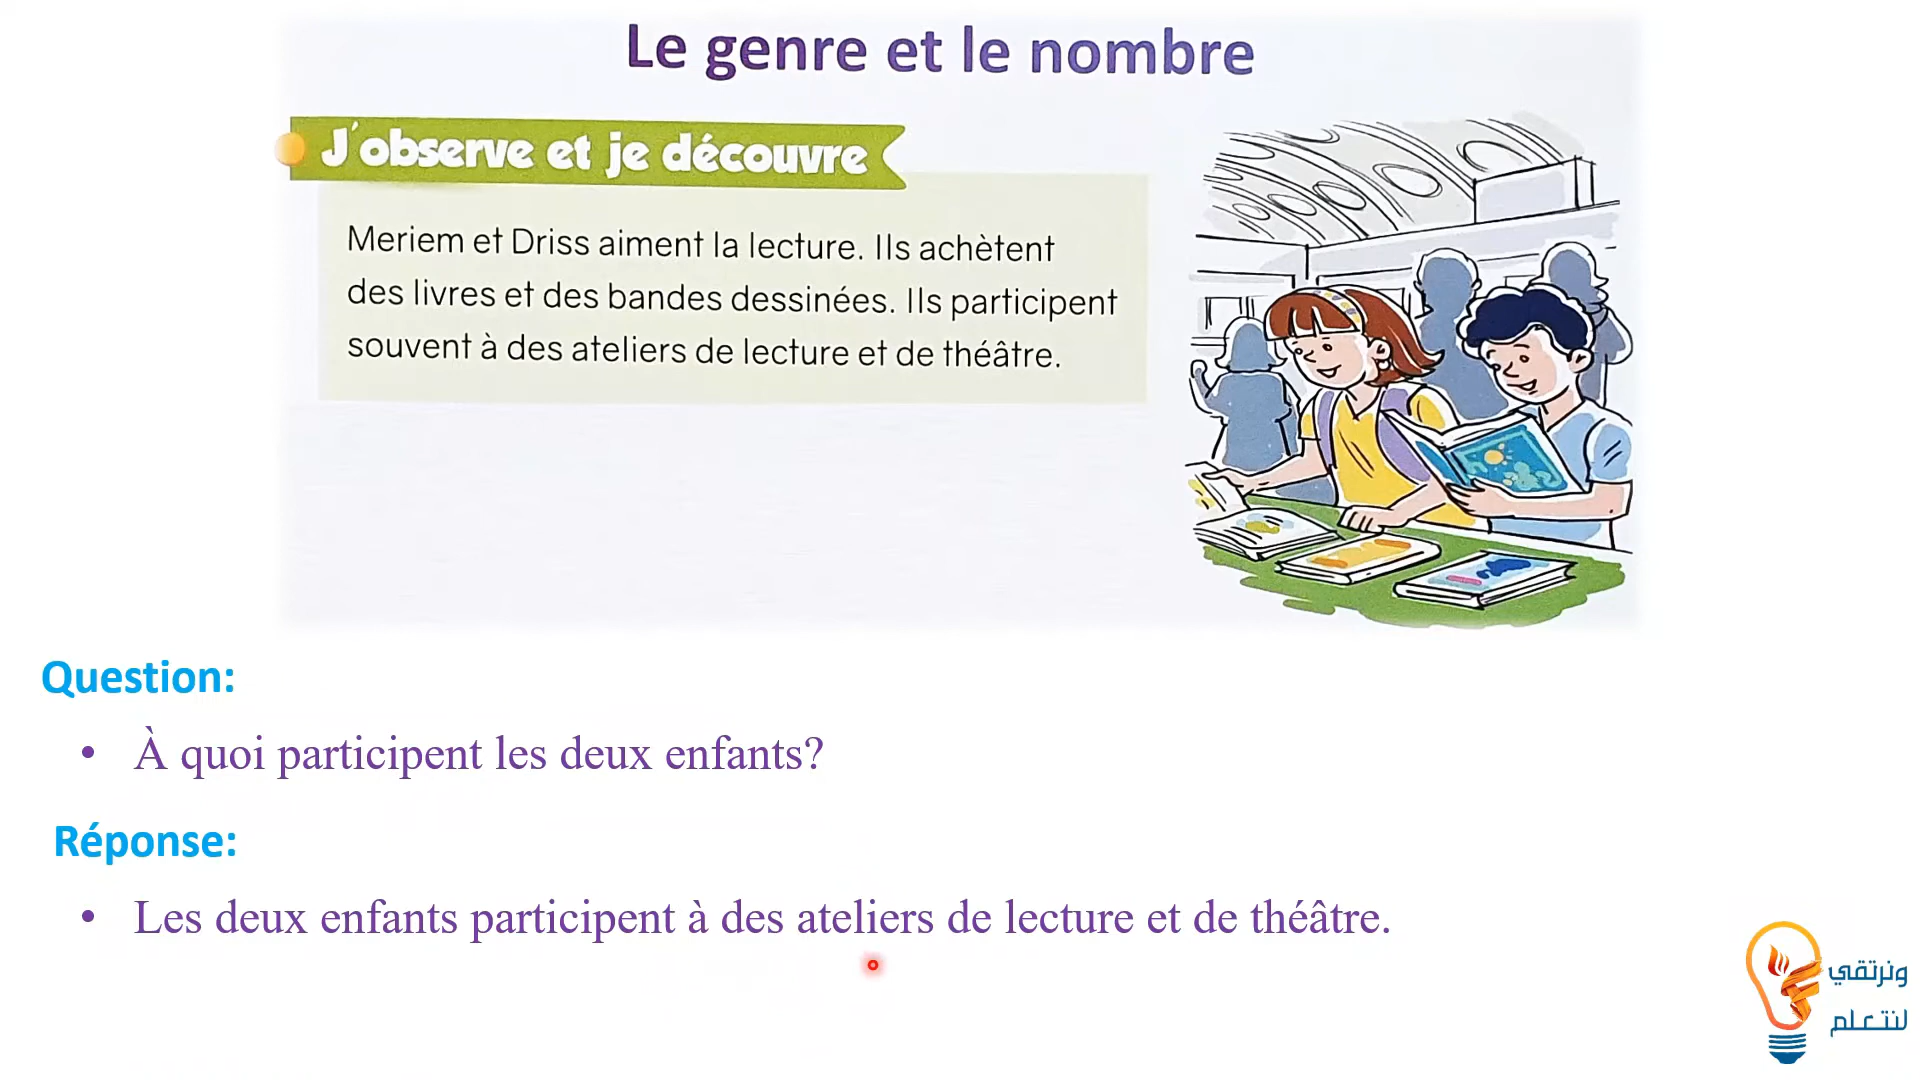 Le genre et le nombre
J'observe et je découvre
Meriem et Driss aiment la lecture. Ils achètent
des livres et des bandes dessinées. Ils participent
souvent à des ateliers de lecture et de théâtre.
Question:
• À quoi participent les deux enfants?
Réponse:
• Les deux enfants participent à des ateliers de lecture et de théâtre.
ونرتقي
لنتعلم